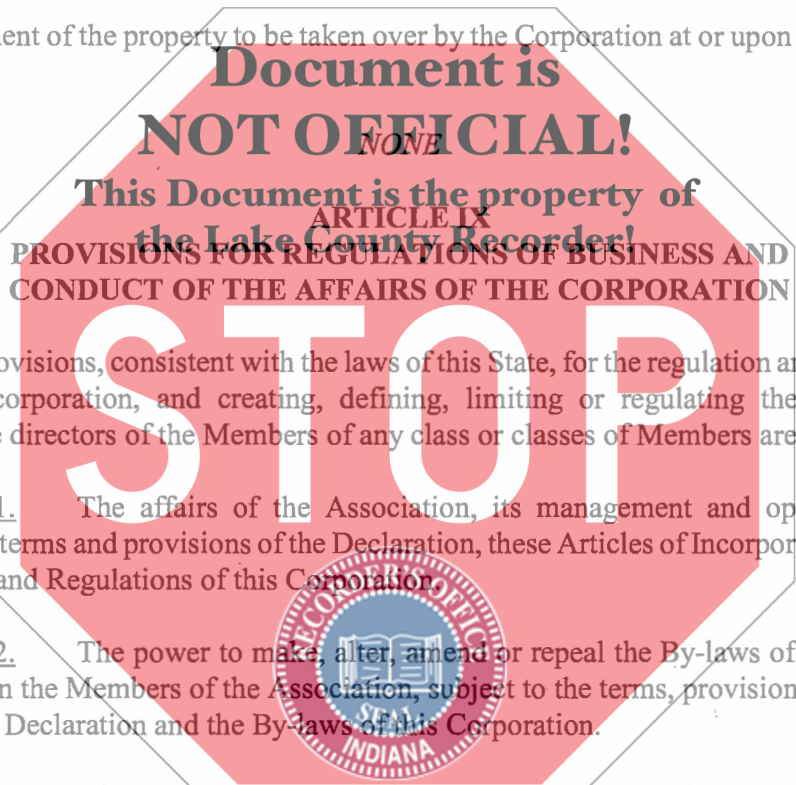 ent of the property to be taken over by the Corporation at or upon
Document is
NOT OFFICIAL!
NONE
This Document is the property of
ARTICLE IX
the Lake County Recorder!
PROVISIONS FOR REGULATIONS OF BUSINESS AND
CONDUCT OF THE AFFAIRS OF THE CORPORATION
STOP
ovisions, consistent with the laws of this State, for the regulation a
corporation, and creating, defining, limiting or regulating the
directors of the Members of any class or classes of Members are
1. The affairs of the Association, its management and op
terms and provisions of the Declaration, these Articles of Incorpor
and Regulations of this Corporation.
2. The power to make, alter, amend or repeal the By-laws of
n the Members of the Association, subject to the terms, provision
Declaration and the By-laws of this Corporation.
RECORDER'S OFFICE
SEAL
INDIANA